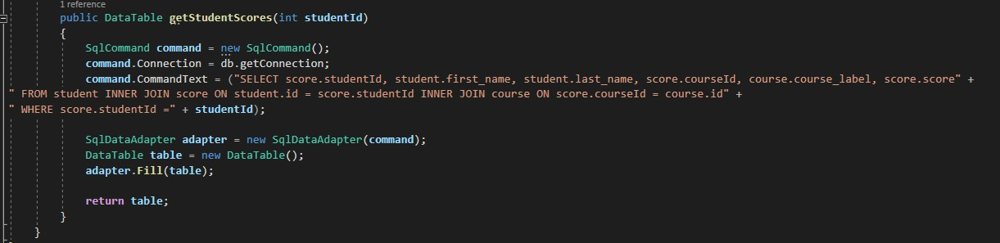 1 reference
public DataTable getStudentScores(int studentId)
{
SqlCommand command = new SqlCommand();
command.Connection = db.getConnection;
command.CommandText = ("SELECT score.studentId, student.first_name, student.last_name, score.courseId, course.course_label, score.score" +
" FROM student INNER JOIN score ON student.id = score.studentId INNER JOIN course ON score.courseId = course.id" +
" WHERE score.studentId =" + studentId);
SqlDataAdapter adapter = new SqlDataAdapter(command);
DataTable table = new DataTable();
adapter.Fill(table);
return table;
}
}